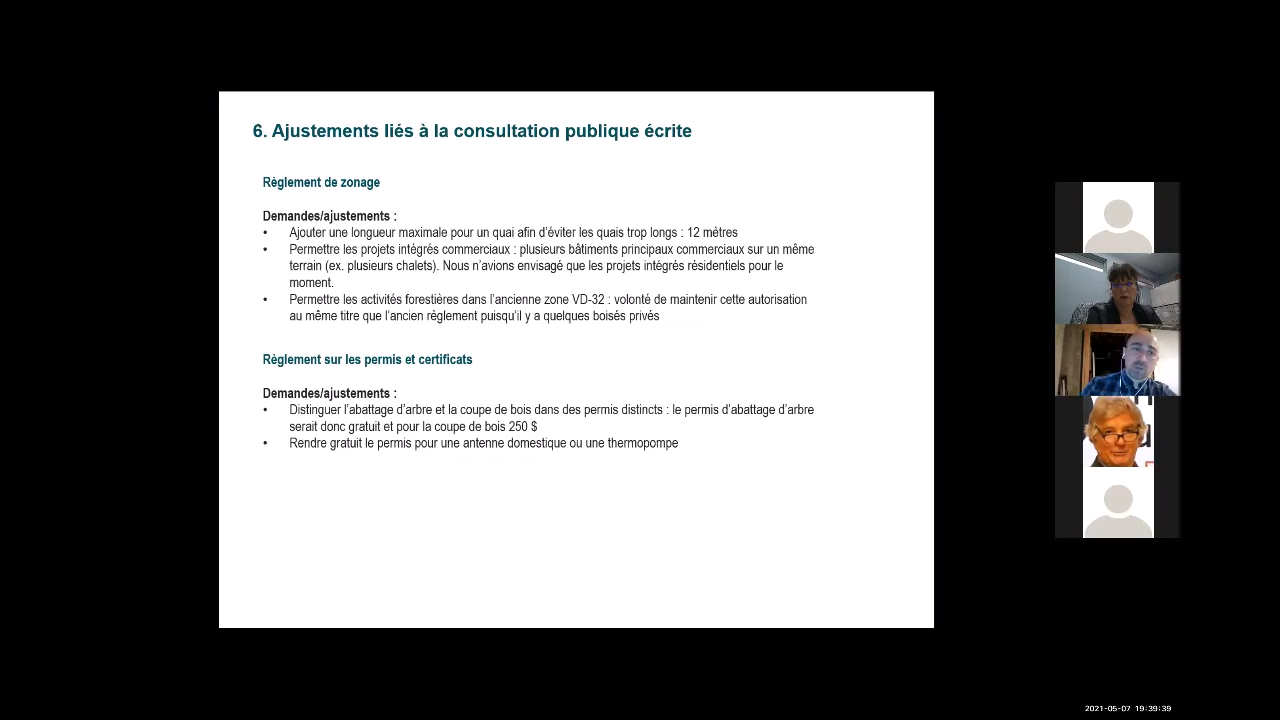 6. Ajustements liés à la consultation publique écrite
Règlement de zonage
Demandes/ajustements :
• Ajouter une longueur maximale pour un quai afin d'éviter les quais trop longs : 12 mètres
• Permettre les projets intégrés commerciaux : plusieurs bâtiments principaux commerciaux sur un même
terrain (ex. plusieurs chalets). Nous n'avions envisagé que les projets intégrés résidentiels pour le
moment.
• Permettre les activités forestières dans l'ancienne zone VD-32 : volonté de maintenir cette autorisation
au même titre que l'ancien règlement puisqu'il y a quelques boisés privés
Règlement sur les permis et certificats
Demandes/ajustements :
• Distinguer l'abattage d'arbre et la coupe de bois dans des permis distincts : le permis d'abattage d'arbre
serait donc gratuit et pour la coupe de bois 250 $
• Rendre gratuit le permis pour une antenne domestique ou une thermopompe
2021-05-07 19:39:39